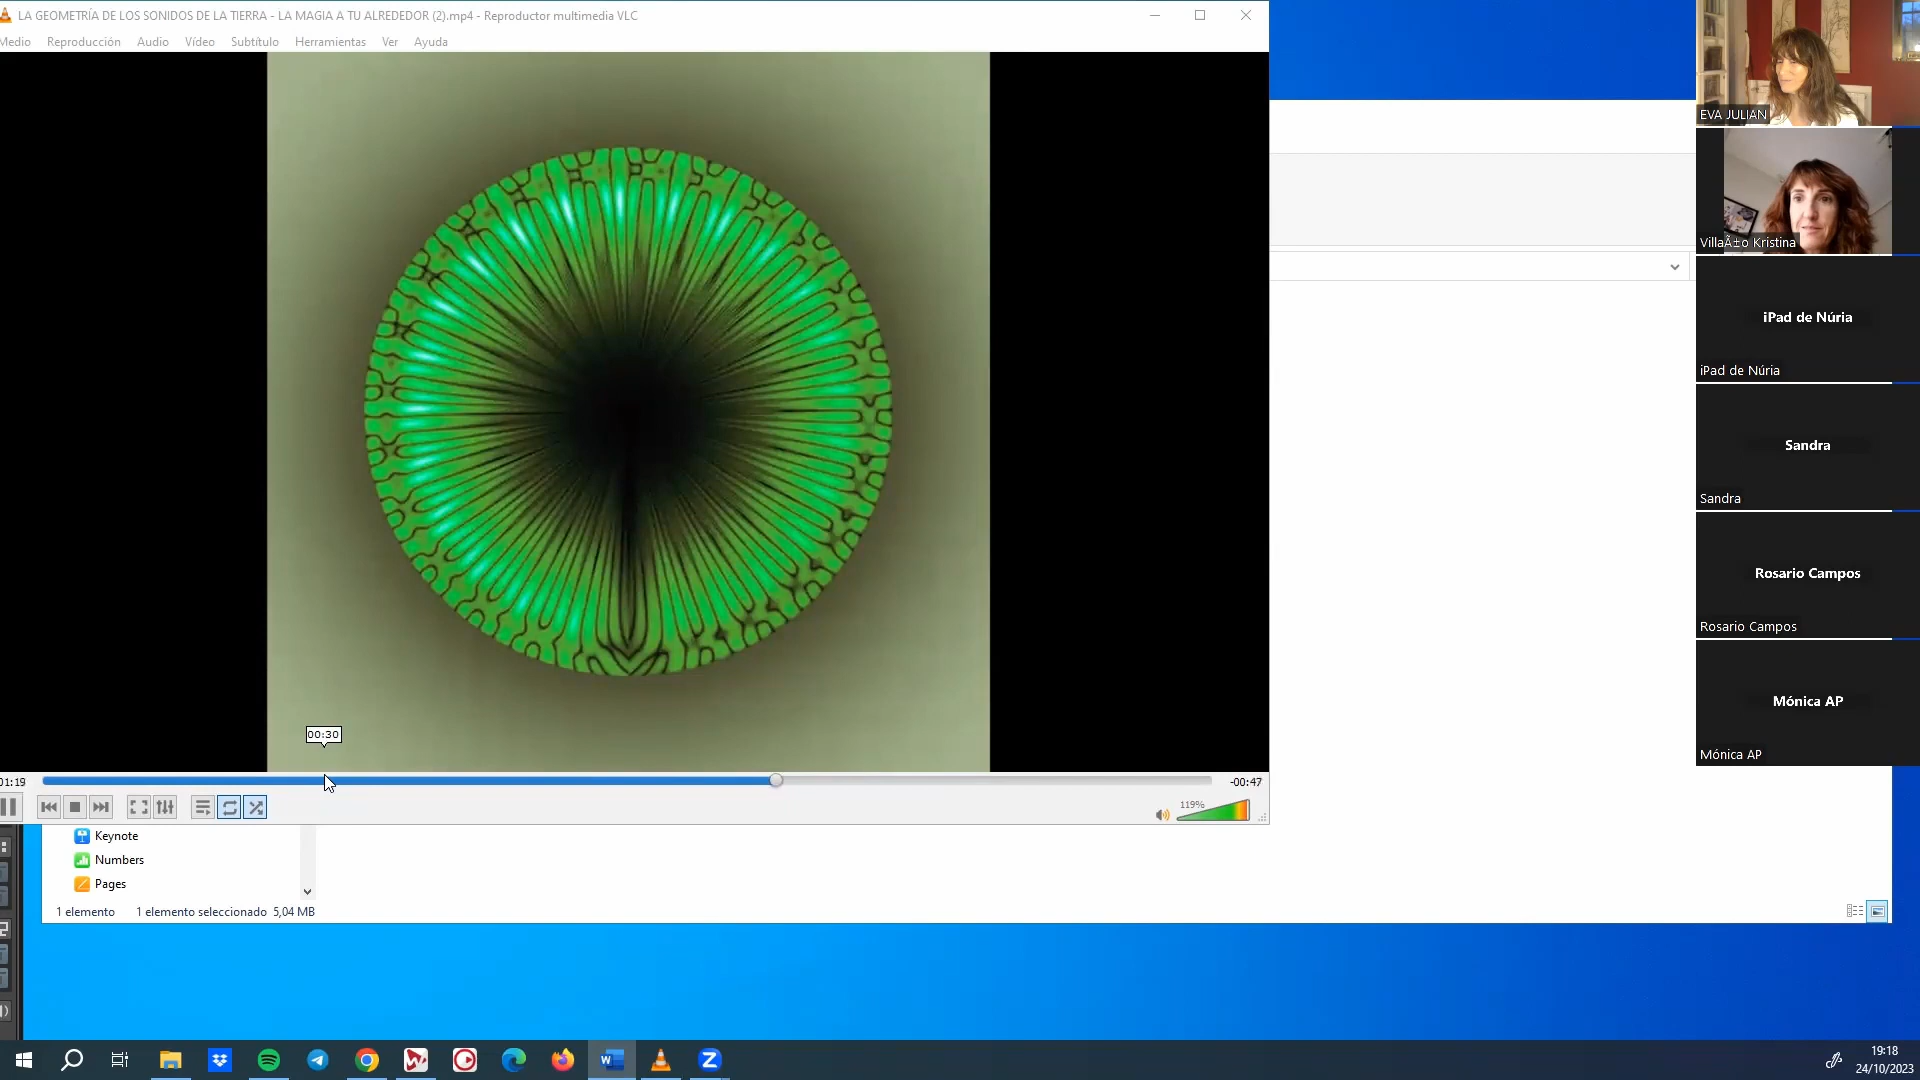 LA GEOMETRÍA DE LOS SONIDOS DE LA TIERRA - LA MAGIA A TU ALREDEDOR (2).mp4 - Reproductor multimedia VLC
Medio Reproducción Audio Vídeo Subtítulo Herramientas Ver Ayuda
EVA JULIAN
VillaÃ±o Kristina
iPad de Núria
iPad de Núria
Sandra
Sandra
Rosario Campos
Rosario Campos
Mónica AP
Mónica AP
00:30
01:19
-00:47
119%
Keynote
Numbers
Pages
1 elemento 1 elemento seleccionado 5,04 MB
19:18
24/10/2023